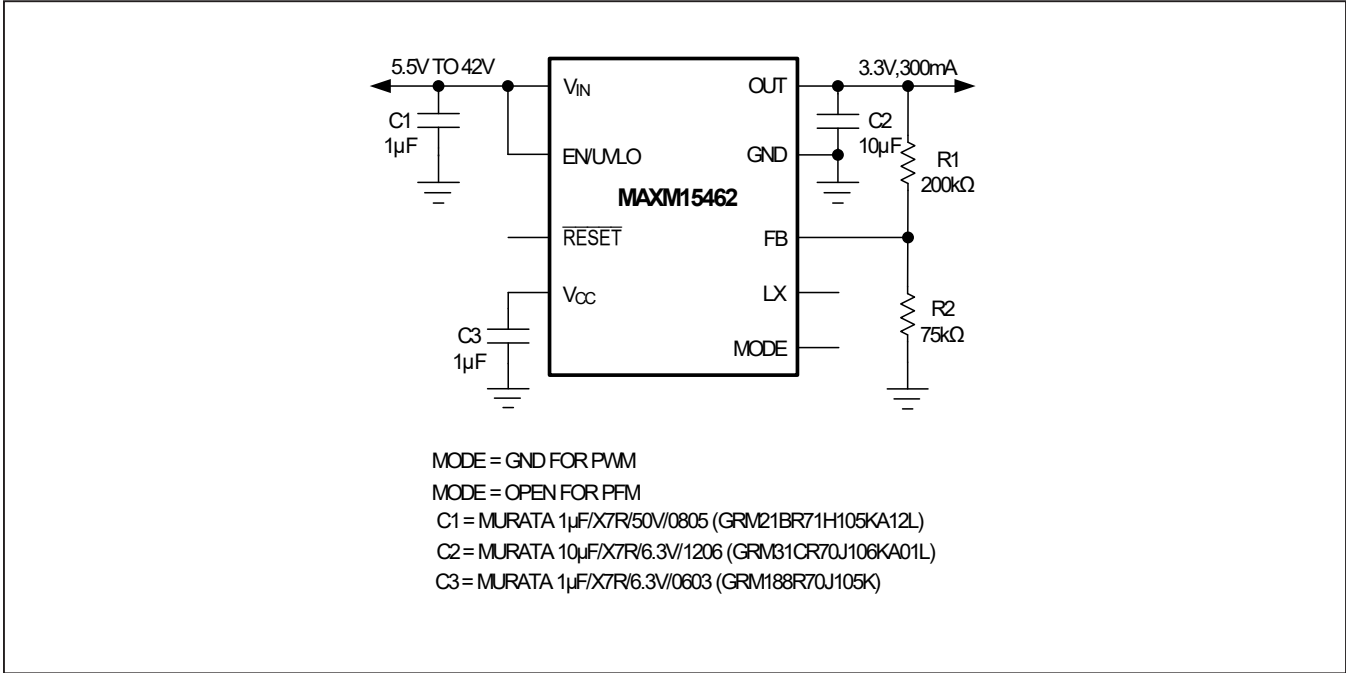 5.5V TO 42V
3.3V,300mA
VIN
OUT
C1
1µF
C2
10µF
EN/UVLO
GND
R1
200kΩ
MAXM15462
RESET
FB
VCC
LX
R2
75kΩ
C3
1µF
MODE
MODE = GND FOR PWM
MODE = OPEN FOR PFM
C1 = MURATA 1µF/X7R/50V/0805 (GRM21BR71H105KA12L)
C2 = MURATA 10µF/X7R/6.3V/1206 (GRM31CR70J106KA01L)
C3 = MURATA 1µF/X7R/6.3V/0603 (GRM188R70J105K)